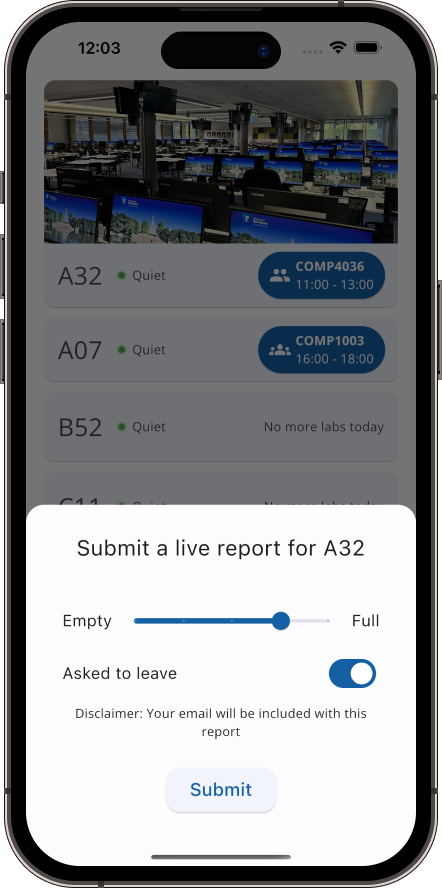 12:03
A32
Quiet
COMP4036
11:00 - 13:00
A07
Quiet
COMP1003
16:00 - 18:00
B52
Quiet
No more labs today
Submit a live report for A32
Empty
Full
Asked to leave
Disclaimer: Your email will be included with this
report
Submit